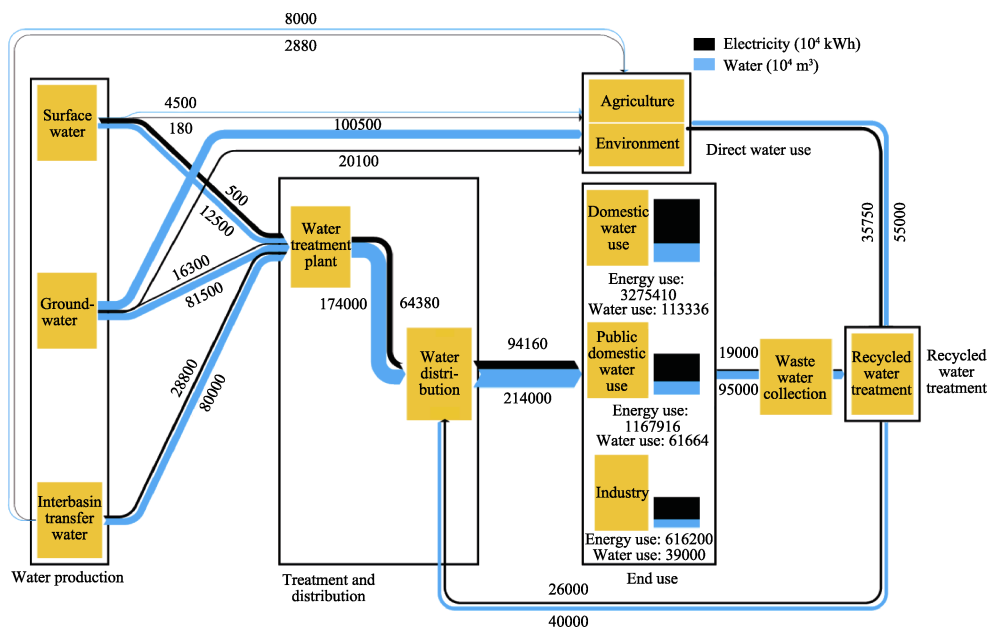 8000
2880
Electricity (10⁴ kWh)
Water (10⁴ m³)
Surface
water
4500
180
100500
20100
Agriculture
Environment
Direct water use
500
12500
Water
treatment
plant
Domestic
water
use
35750
55000
Ground-
water
16300
81500
174000
64380
Energy use:
3275410
Water use: 113336
Water
distri-
bution
94160
214000
Public
domestic
water
use
19000
95000
Waste
water
collection
Recycled
water
treatment
Recycled
water
treatment
28800
80000
Energy use:
1167916
Water use: 61664
Interbasin
transfer
water
Industry
Energy use: 616200
Water use: 39000
Water production
Treatment and
distribution
End use
26000
40000